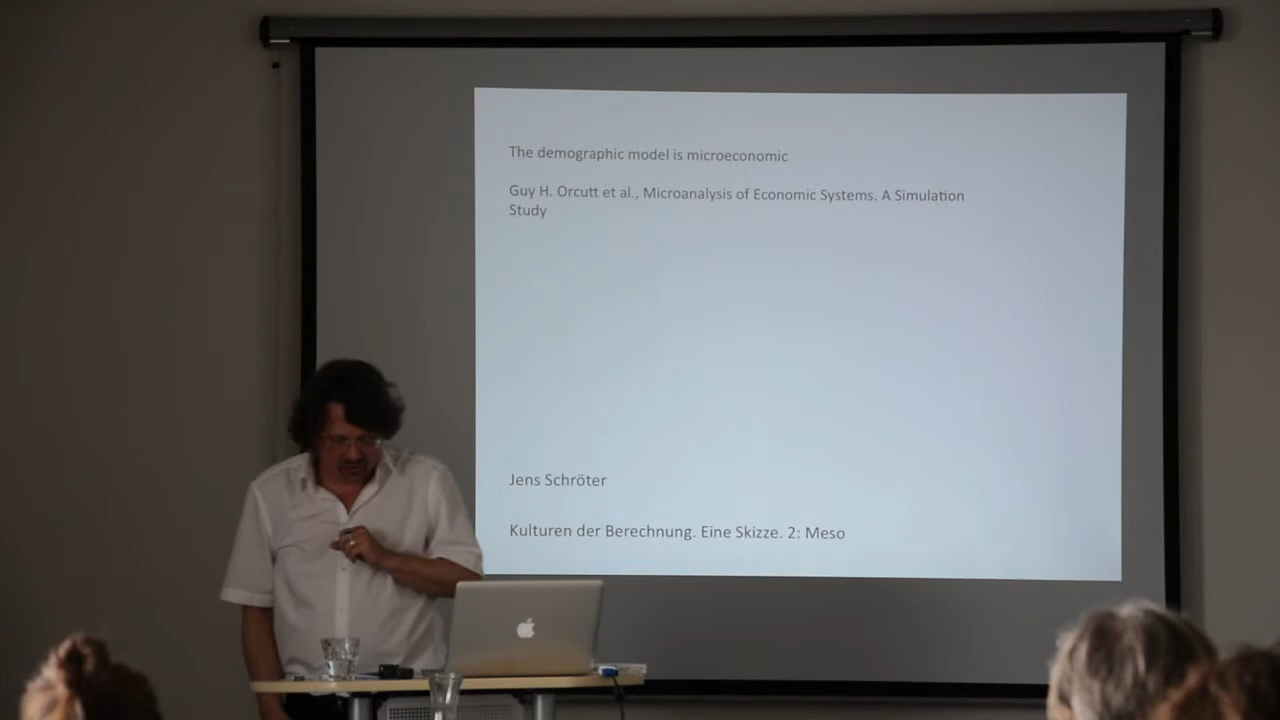 The demographic model is microeconomic
Guy H. Orcutt et al., Microanalysis of Economic Systems. A Simulation
Study
Jens Schröter
Kulturen der Berechnung. Eine Skizze. 2: Meso